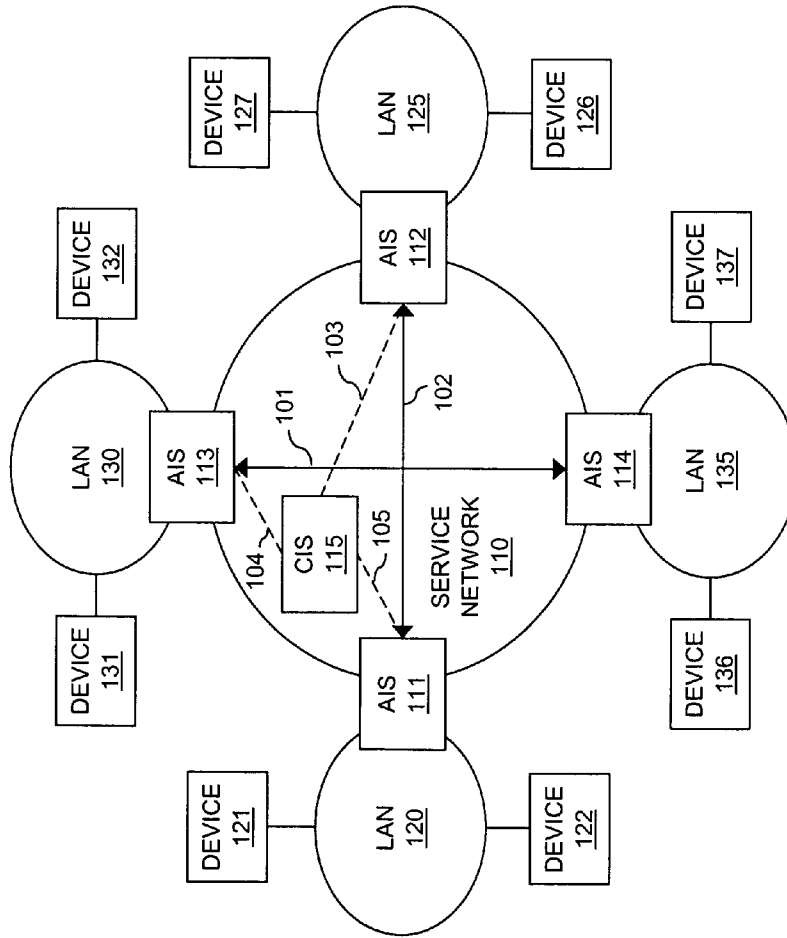 DEVICE
131
LAN
130
DEVICE
132
DEVICE
121
AIS
113
DEVICE
127
101
103
104
CIS
115
105
102
LAN
120
AIS
111
AIS
112
LAN
125
SERVICE
NETWORK
110
DEVICE
122
AIS
114
DEVICE
126
DEVICE
136
LAN
135
DEVICE
137